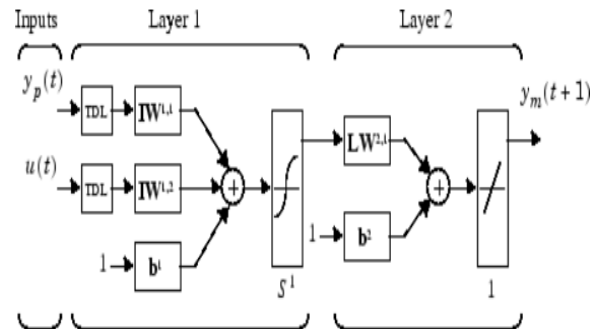 Inputs Layer 1 Layer 2
y_p(t)
TDL IW^{1,1}
u(t)
TDL IW^{1,2}
1 b^1
S^1
LW^{2,1}
1 b^2
1
y_m(t+1)